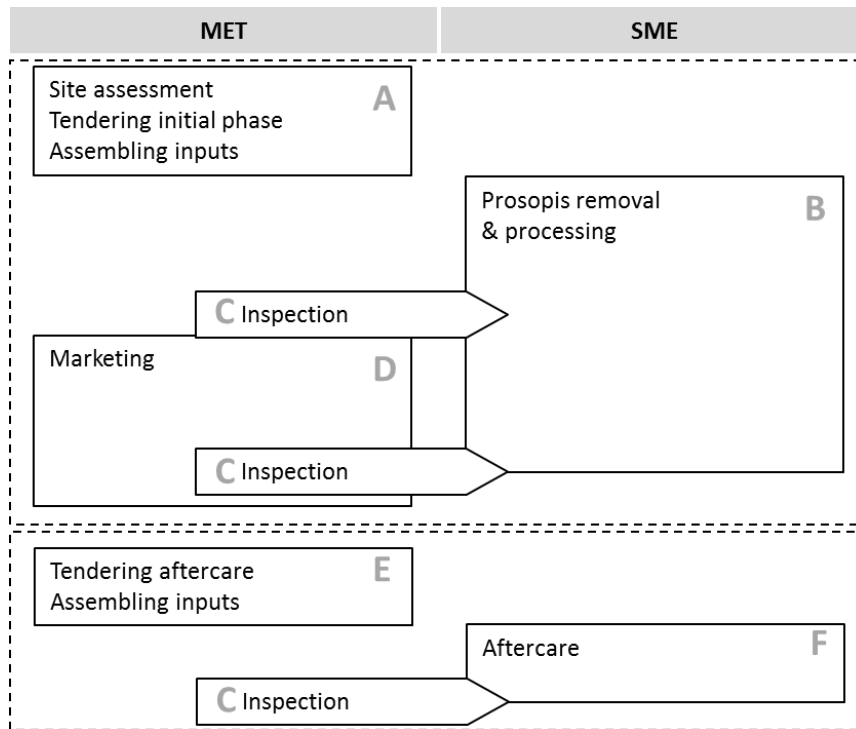 MET
SME
Site assessment
A
Tendering initial phase
Assembling inputs
Prosopis removal
B
& processing
C Inspection
Marketing
D
C Inspection
Tendering aftercare
E
Assembling inputs
Aftercare
F
C Inspection